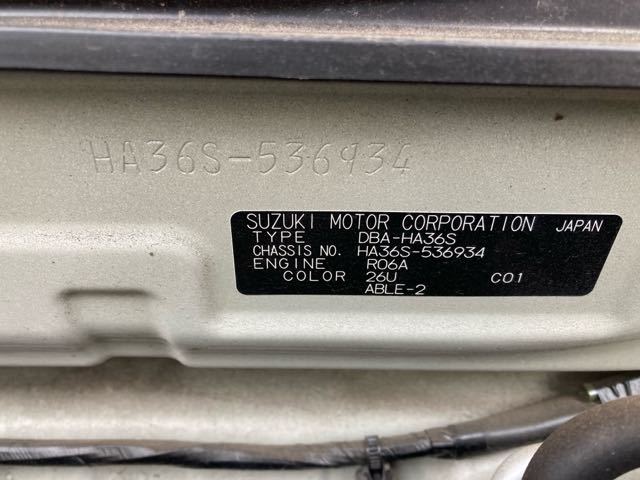 HA36S-536934
SUZUKI MOTOR CORPORATION JAPAN
TYPE DBA-HA36S
CHASSIS NO. HA36S-536934
ENGINE R06A
COLOR 26U C01
ABLE-2